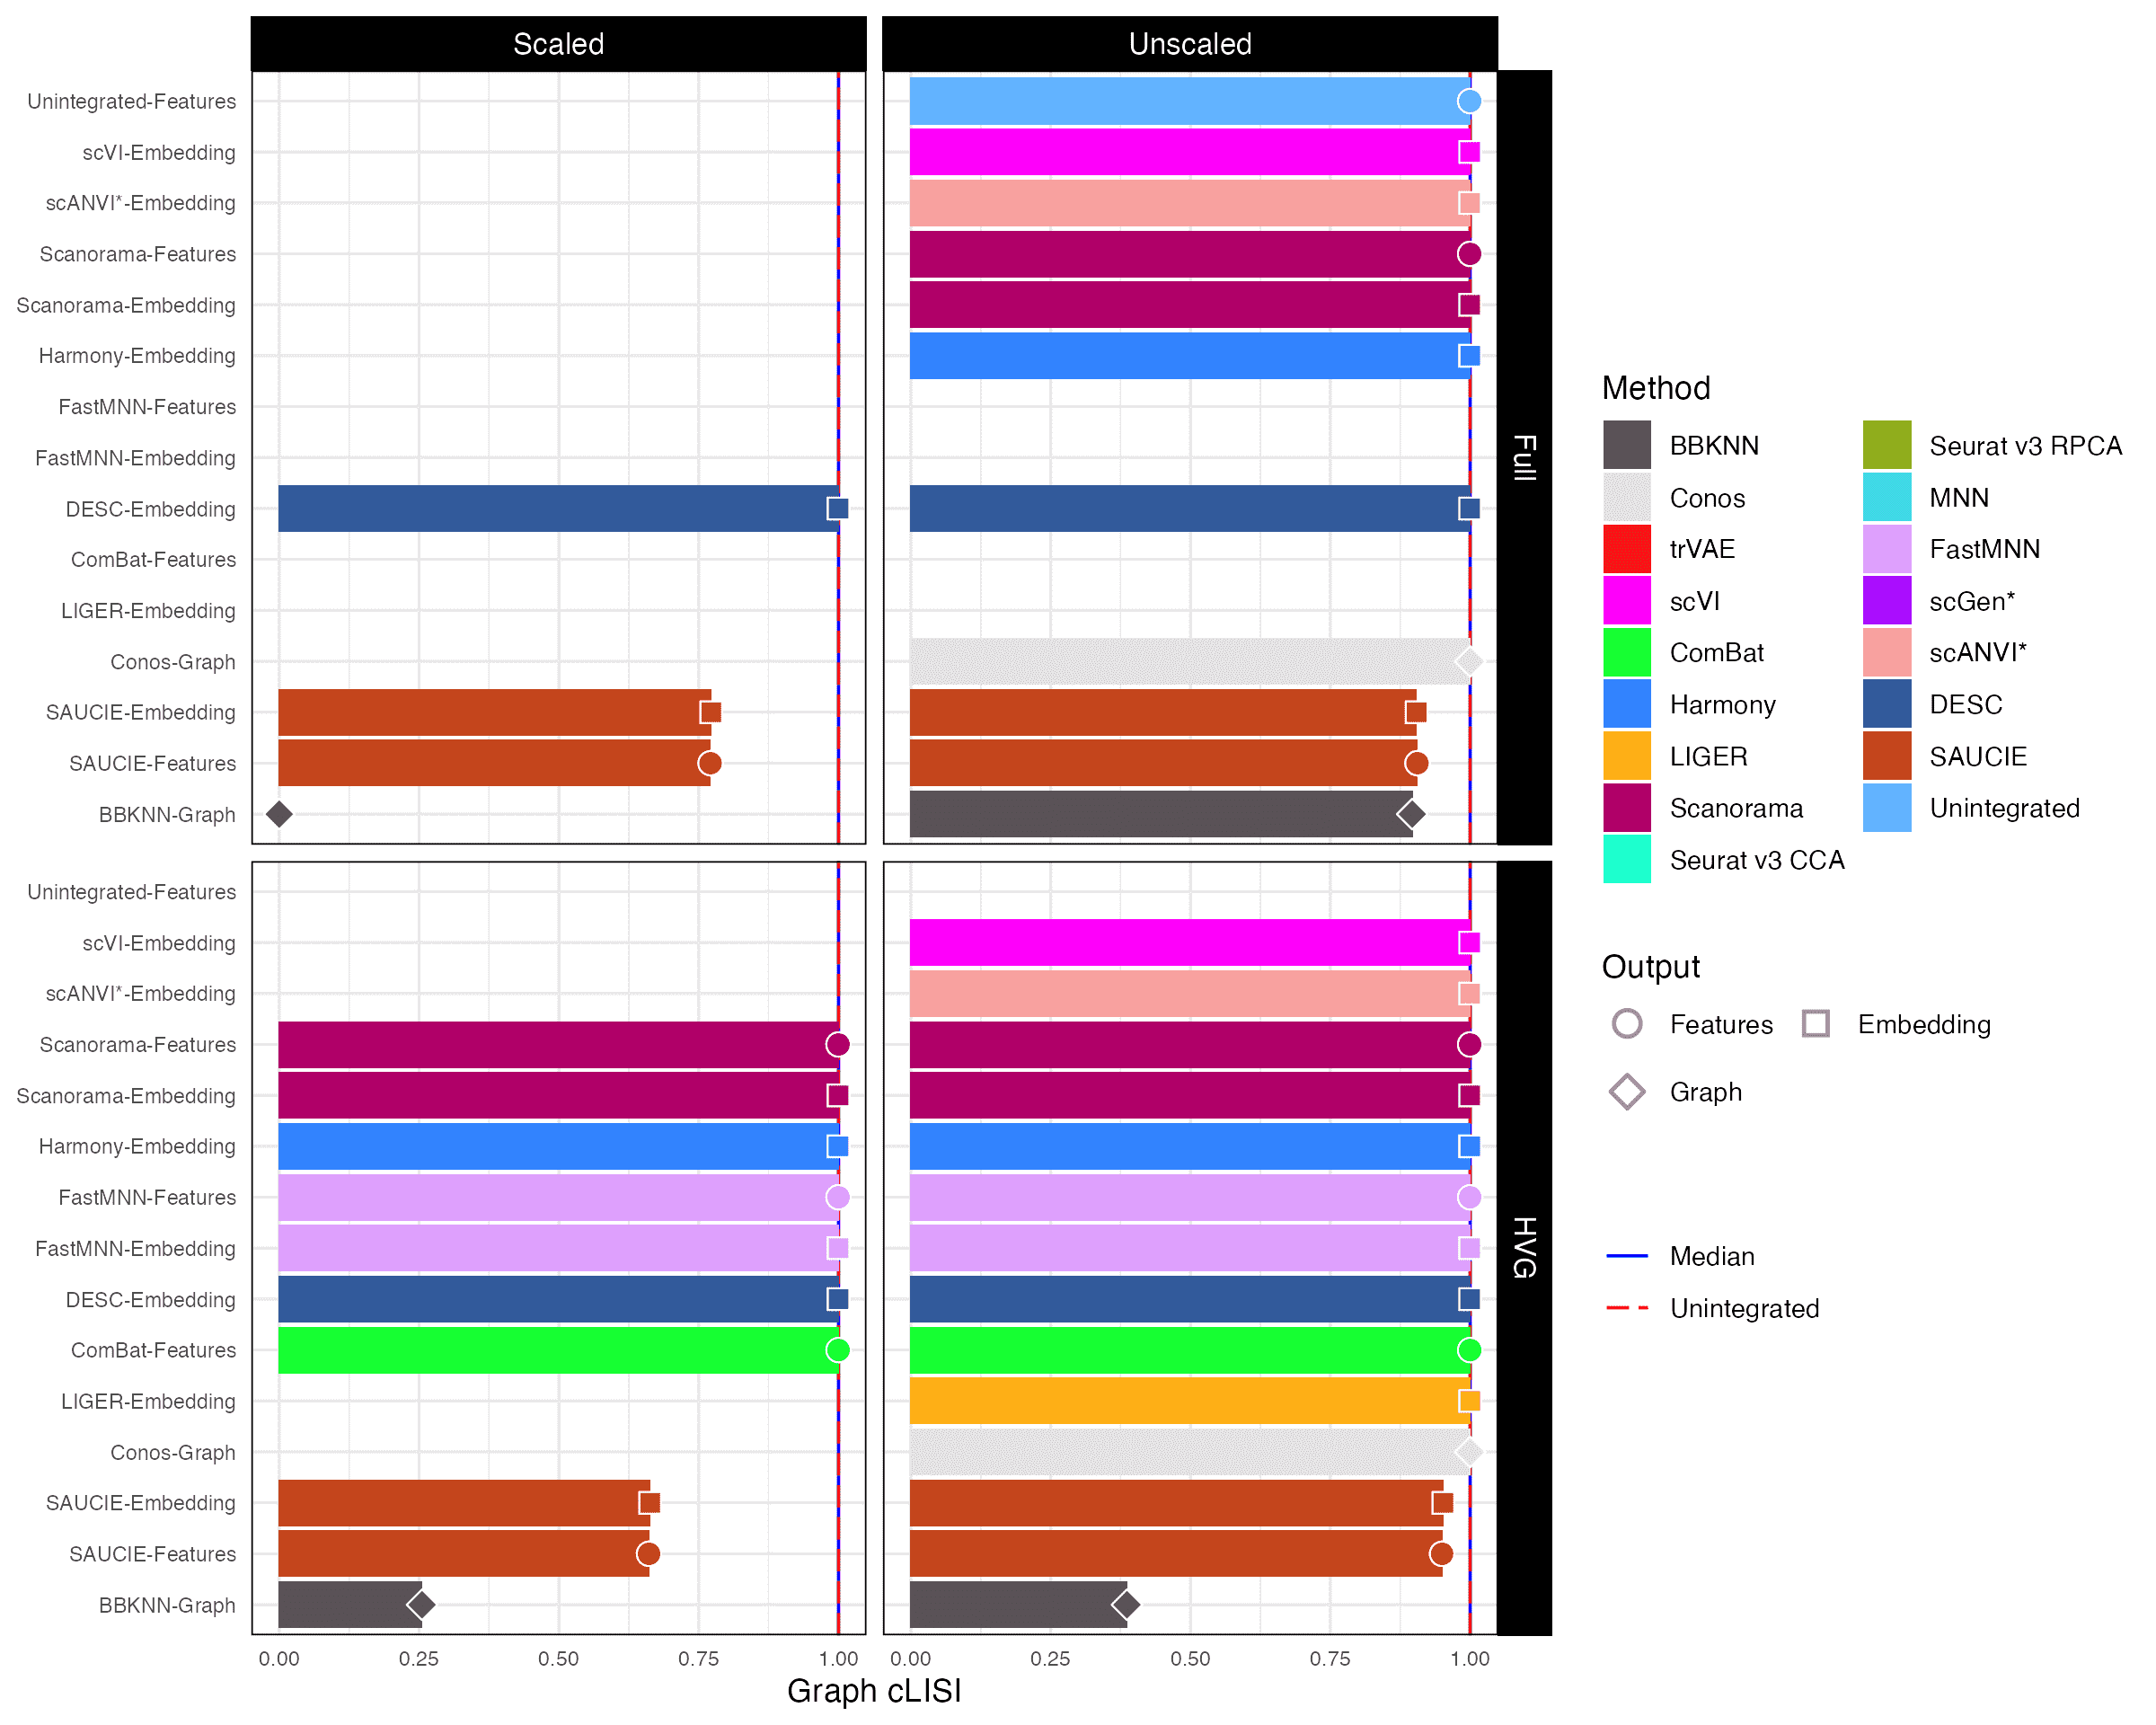 Scaled
Unscaled
Unintegrated-Features
scVI-Embedding
scANVI*-Embedding
Scanorama-Features
Scanorama-Embedding
Harmony-Embedding
FastMNN-Features
FastMNN-Embedding
DESC-Embedding
ComBat-Features
LIGER-Embedding
Conos-Graph
SAUCIE-Embedding
SAUCIE-Features
BBKNN-Graph
Full
Unintegrated-Features
scVI-Embedding
scANVI*-Embedding
Scanorama-Features
Scanorama-Embedding
Harmony-Embedding
FastMNN-Features
FastMNN-Embedding
DESC-Embedding
ComBat-Features
LIGER-Embedding
Conos-Graph
SAUCIE-Embedding
SAUCIE-Features
BBKNN-Graph
HVG
0.00 0.25 0.50 0.75 1.00
0.00 0.25 0.50 0.75 1.00
Graph cLISI
Method
BBKNN
Conos
trVAE
scVI
ComBat
Harmony
LIGER
Scanorama
Seurat v3 CCA
Seurat v3 RPCA
MNN
FastMNN
scGen*
scANVI*
DESC
SAUCIE
Unintegrated
Output
Features
Embedding
Graph
Median
Unintegrated